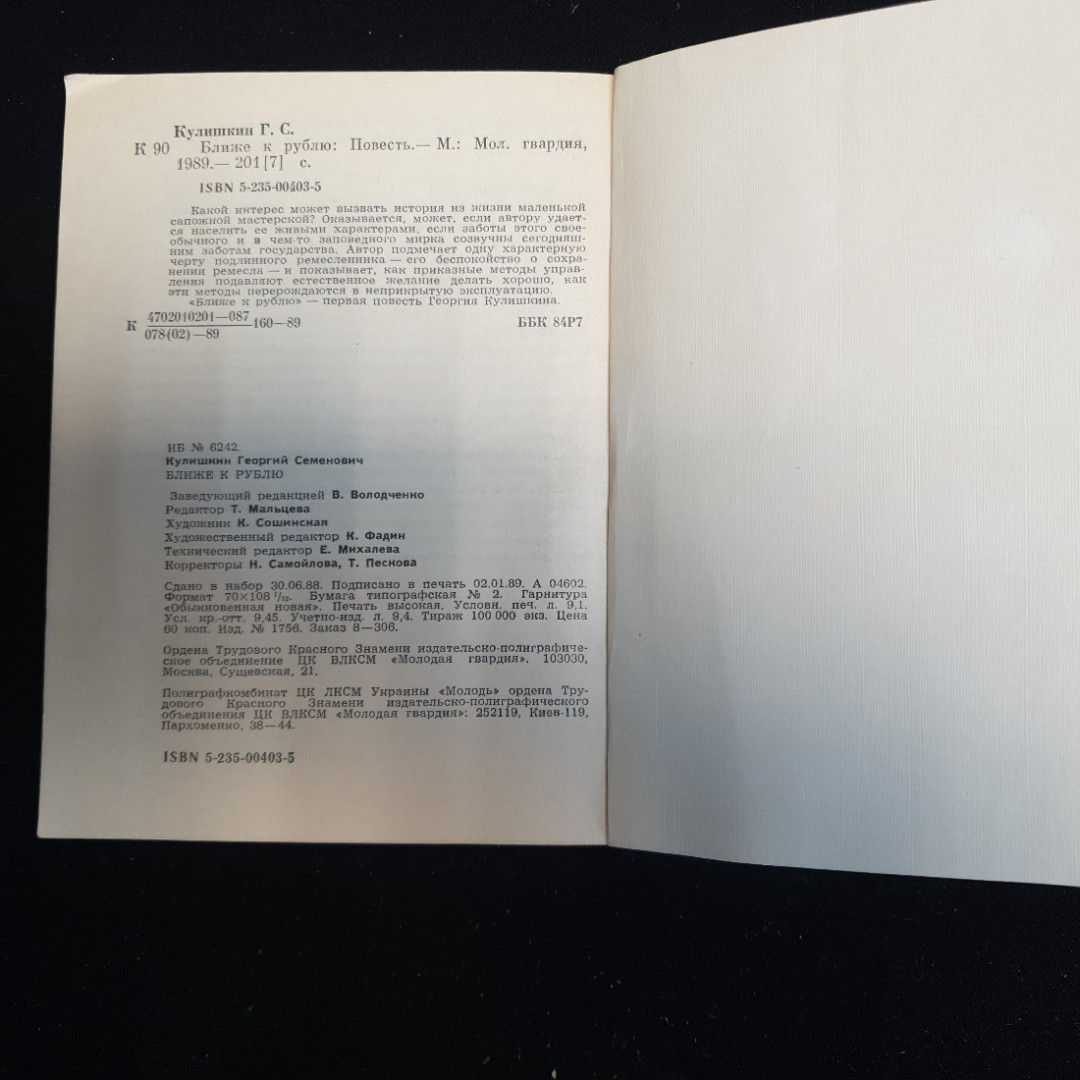 Кулишкин Г. С.
К 90 Ближе к рублю: Повесть.— М.: Мол. гвардия,
1989.— 201[7] с.
ISBN 5-235-00403-5
Какой интерес может вызвать история из жизни маленькой
сапожной мастерской? Оказывается, может, если автору удает-
ся населить ее живыми характерами, если заботы этого свое-
обычного и в чем-то заповедного мирка созвучны сегодняш-
ним заботам государства. Автор подмечает одну характерную
черту подлинного ремесленника — его беспокойство о сохра-
нении ремесла — и показывает, как приказные методы управ-
ления подавляют естественное желание делать хорошо, как
эти методы перерождаются в неприкрытую эксплуатацию.
«Ближе к рублю» — первая повесть Георгия Кулишкина.
К 4702010201—087 160—89 ББК 84Р7
078(02)—89
ИБ № 6242
Кулишкин Георгий Семенович
БЛИЖЕ К РУБЛЮ
Заведующий редакцией В. Володченко
Редактор Т. Мальцева
Художник К. Сошинская
Художественный редактор К. Фадин
Технический редактор Е. Михалева
Корректоры Н. Самойлова, Т. Пескова
Сдано в набор 30.06.88. Подписано в печать 02.01.89. А 04602.
Формат 70×108 1/32. Бумага типографская № 2. Гарнитура
«Обыкновенная новая». Печать высокая. Условн. печ. л. 9,1.
Усл. кр.-отт. 9,45. Учетно-изд. л. 9,4. Тираж 100 000 экз. Цена
60 коп. Изд. № 1756. Заказ 8—306.
Ордена Трудового Красного Знамени издательско-полиграфиче-
ское объединение ЦК ВЛКСМ «Молодая гвардия». 103030,
Москва, Сущевская, 21.
Полиграфкомбинат ЦК ЛКСМ Украины «Молодь» ордена Тру-
дового Красного Знамени издательско-полиграфического
объединения ЦК ВЛКСМ «Молодая гвардия»: 252119, Киев-119,
Пархоменко, 38—44.
ISBN 5-235-00403-5